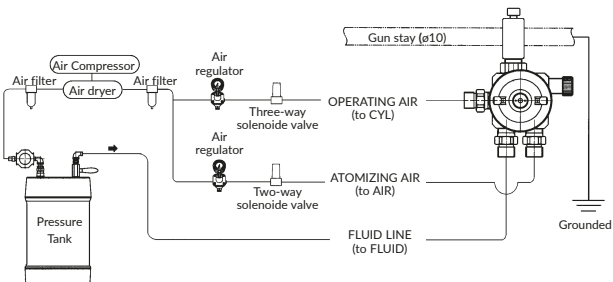 Gun stay (ø10)
Air Compressor
Air filter
Air dryer
Air filter
Air
regulator
Three-way
solenoide valve
OPERATING AIR
(to CYL)
Air
regulator
Two-way
solenoide valve
ATOMIZING AIR
(to AIR)
Pressure
Tank
FLUID LINE
(to FLUID)
Grounded